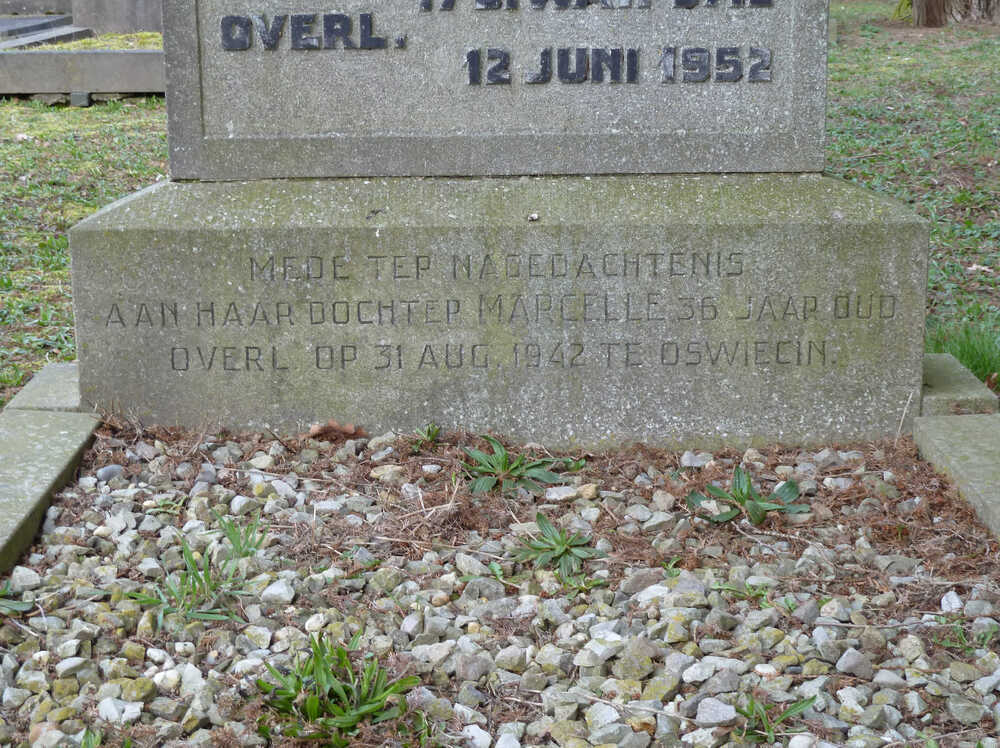 OVERL.
12 JUNI 1952
MEDE TER NAGEDACHTENIS
AAN HAAR DOCHTER MARCELLE 36 JAAR OUD
OVERL. OP 31 AUG. 1942 TE OSWIECIN.